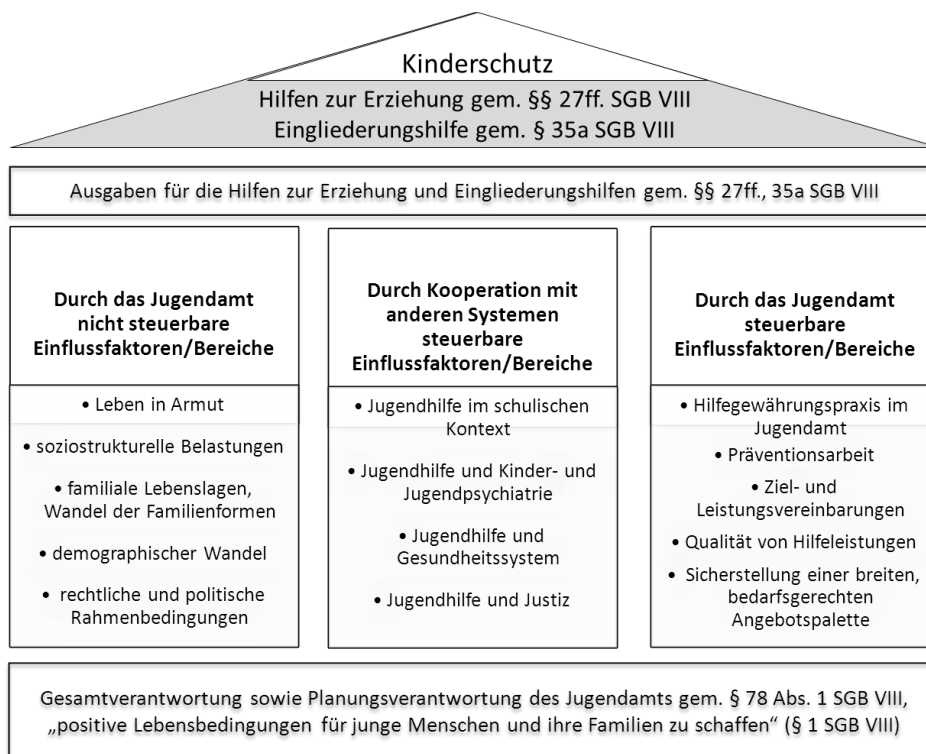 Kinderschutz
Hilfen zur Erziehung gem. §§ 27ff. SGB VIII
Eingliederungshilfe gem. § 35a SGB VIII
Ausgaben für die Hilfen zur Erziehung und Eingliederungshilfen gem. §§ 27ff., 35a SGB VIII
Durch das Jugendamt
nicht steuerbare
Einflussfaktoren/Bereiche
• Leben in Armut
• soziostrukturelle Belastungen
• familiale Lebenslagen,
Wandel der Familienformen
• demographischer Wandel
• rechtliche und politische
Rahmenbedingungen
Durch Kooperation mit
anderen Systemen
steuerbare
Einflussfaktoren/Bereiche
• Jugendhilfe im schulischen
Kontext
• Jugendhilfe und Kinder- und
Jugendpsychiatrie
• Jugendhilfe und
Gesundheitssystem
• Jugendhilfe und Justiz
Durch das Jugendamt
steuerbare
Einflussfaktoren/Bereiche
• Hilfegewährungspraxis im
Jugendamt
• Präventionsarbeit
• Ziel- und
Leistungsvereinbarungen
• Qualität von Hilfeleistungen
• Sicherstellung einer breiten,
bedarfsgerechten
Angebotspalette
Gesamtverantwortung sowie Planungsverantwortung des Jugendamts gem. § 78 Abs. 1 SGB VIII,
„positive Lebensbedingungen für junge Menschen und ihre Familien zu schaffen“ (§ 1 SGB VIII)